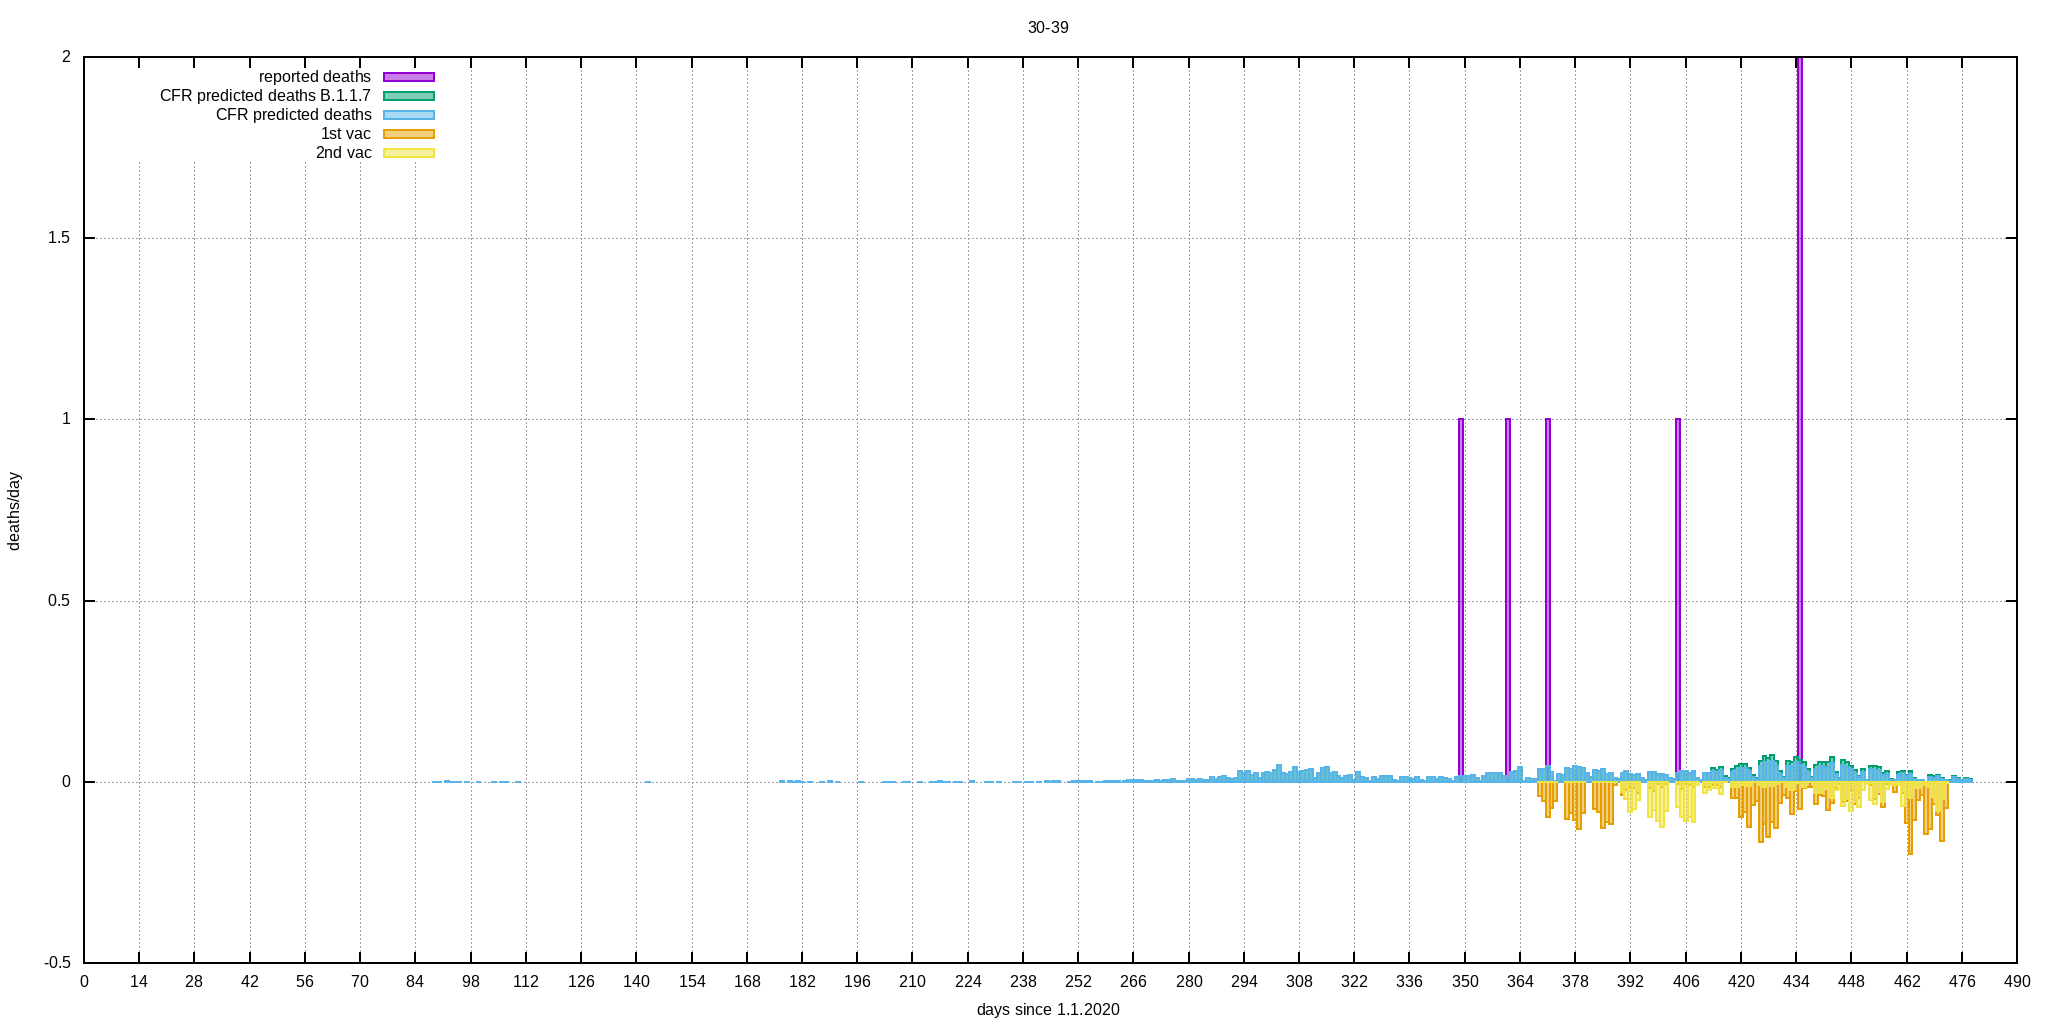 30-39
reported deaths
CFR predicted deaths B.1.1.7
CFR predicted deaths
1st vac
2nd vac
2
1.5
1
0.5
0
-0.5
deaths/day
0 14 28 42 56 70 84 98 112 126 140 154 168 182 196 210 224 238 252 266 280 294 308 322 336 350 364 378 392 406 420 434 448 462 476 490
days since 1.1.2020